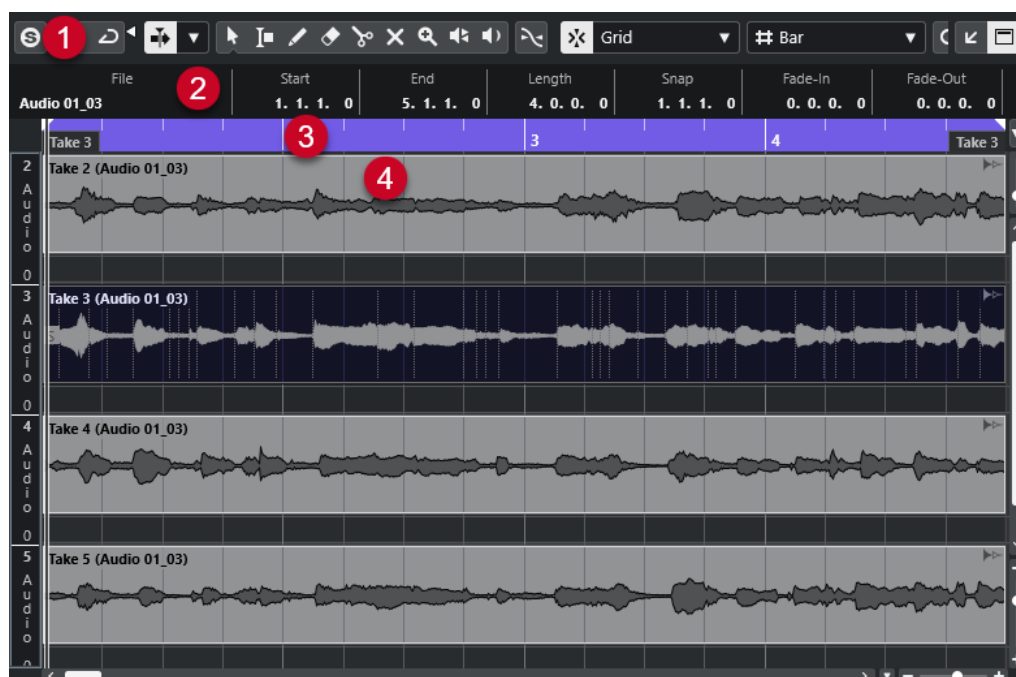 S 1 Grid Bar
File Start End Length Snap Fade-In Fade-Out
2
Audio 01_03 1. 1. 1. 0 5. 1. 1. 0 4. 0. 0. 0 1. 1. 1. 0 0. 0. 0. 0 0. 0. 0. 0
Take 3 3 3 4 Take 3
2 Take 2 (Audio 01_03) 4
Audio
0
3 Take 3 (Audio 01_03)
Audio
S
0
4 Take 4 (Audio 01_03)
Audio
0
5 Take 5 (Audio 01_03)
Audio